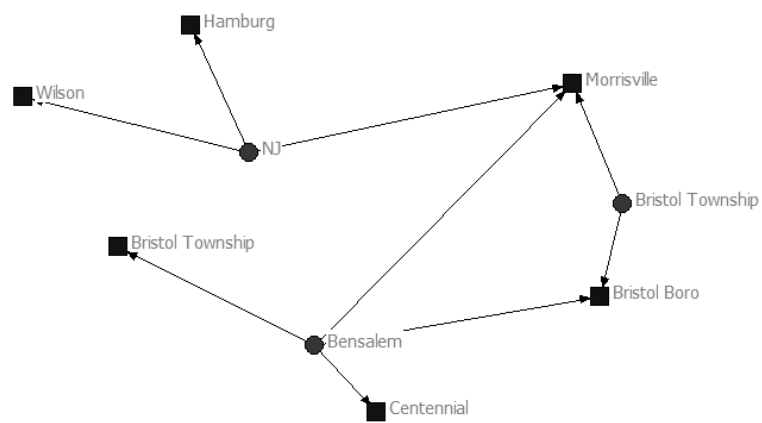 Hamburg
Morrisville
Wilson
NJ
Bristol Township
Bristol Township
Bristol Boro
Bensalem
Centennial